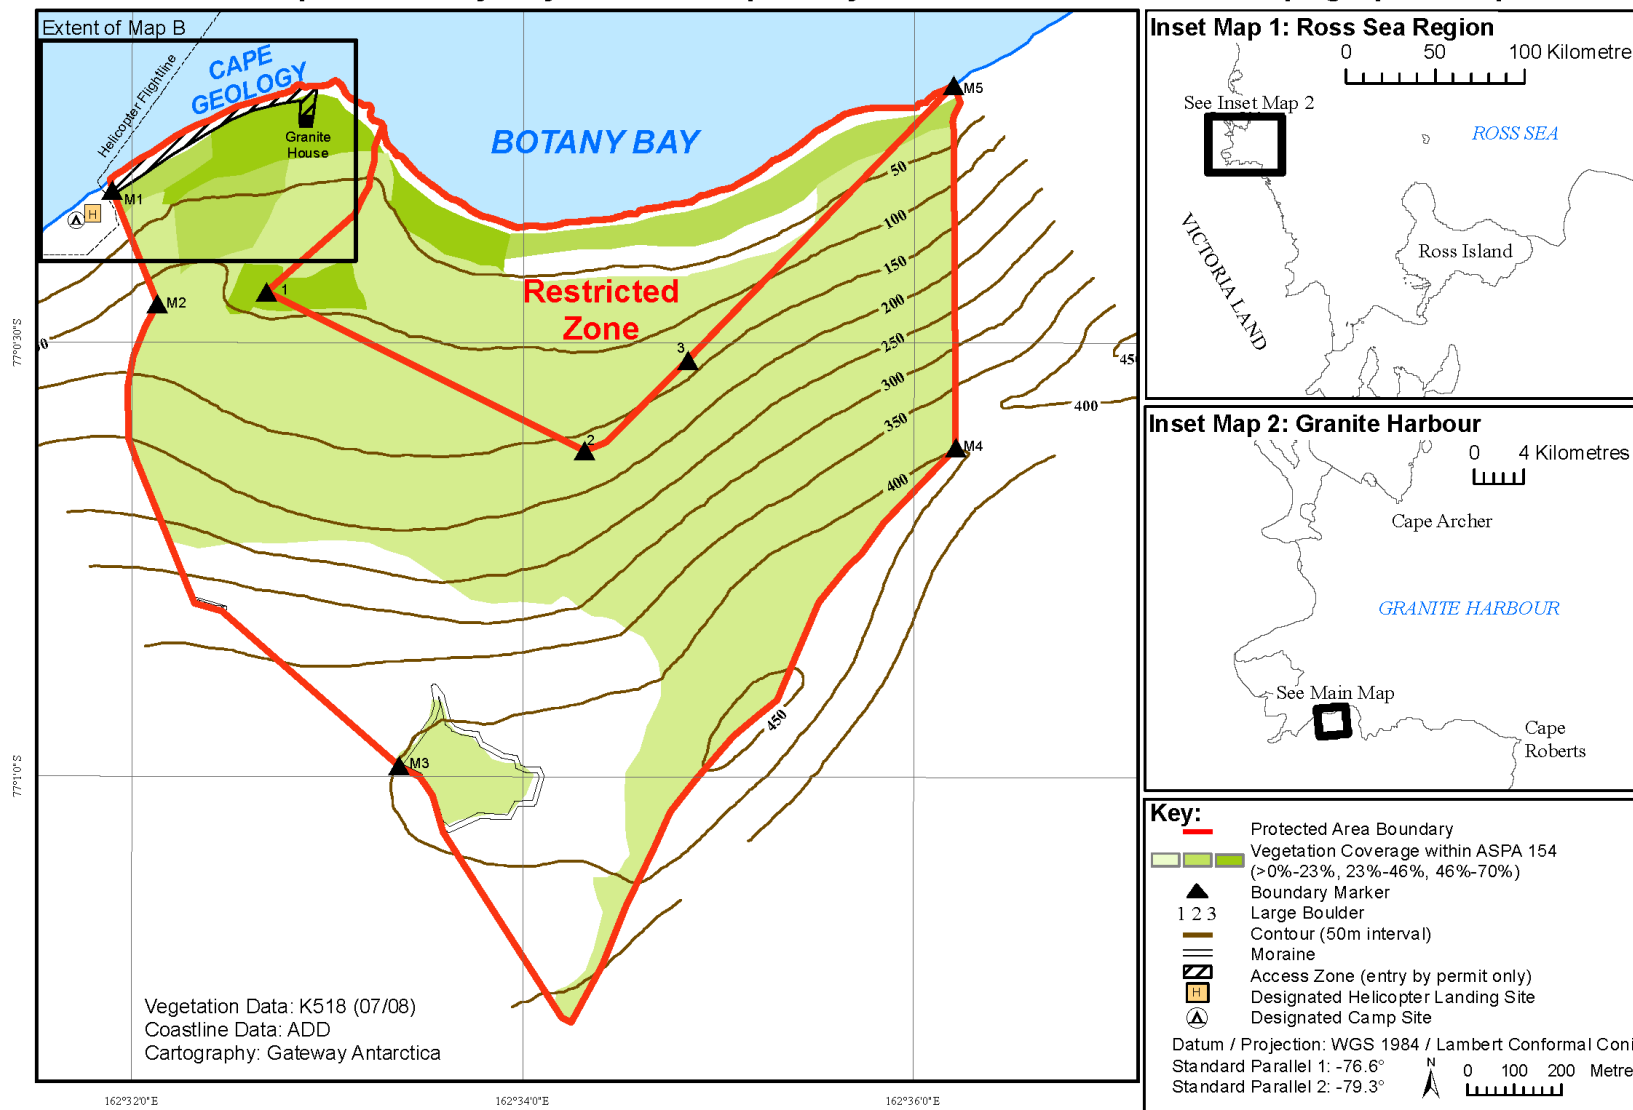 Extent of Map B
Helicopter Flightline
CAPE
GEOLOGY
Granite
House
BOTANY BAY
M5
M1
H
M2
1
Restricted
Zone
3
2
M4
M3
50
100
150
200
250
300
350
400
450
400
77°0'30"S
77°1'0"S
162°32'0"E
162°34'0"E
162°36'0"E
Vegetation Data: K518 (07/08)
Coastline Data: ADD
Cartography: Gateway Antarctica
Inset Map 1: Ross Sea Region
0 50 100 Kilometre
See Inset Map 2
ROSS SEA
VICTORIA LAND
Ross Island
Inset Map 2: Granite Harbour
0 4 Kilometres
Cape Archer
GRANITE HARBOUR
See Main Map
Cape
Roberts
Key:
Protected Area Boundary
Vegetation Coverage within ASPA 154
(>0%-23%, 23%-46%, 46%-70%)
Boundary Marker
1 2 3 Large Boulder
Contour (50m interval)
Moraine
Access Zone (entry by permit only)
H Designated Helicopter Landing Site
Designated Camp Site
Datum / Projection: WGS 1984 / Lambert Conformal Coni
Standard Parallel 1: -76.6°
Standard Parallel 2: -79.3°
N
0 100 200 Metre